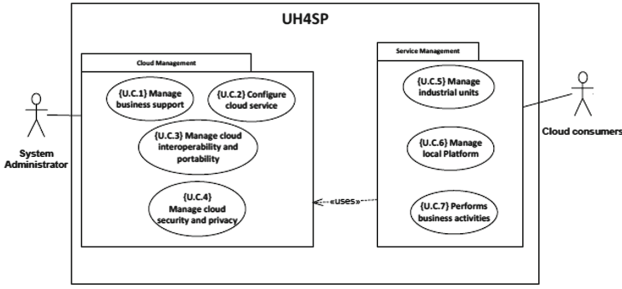 UH4SP
Cloud Management
{U.C.1} Manage
business support
{U.C.2} Configure
cloud service
{U.C.3} Manage cloud
interoperability and
portability
{U.C.4}
Manage cloud
security and privacy
System
Administrator
«uses»
Service Management
{U.C.5} Manage
industrial units
{U.C.6} Manage
local Platform
{U.C.7} Performs
business activities
Cloud consumers